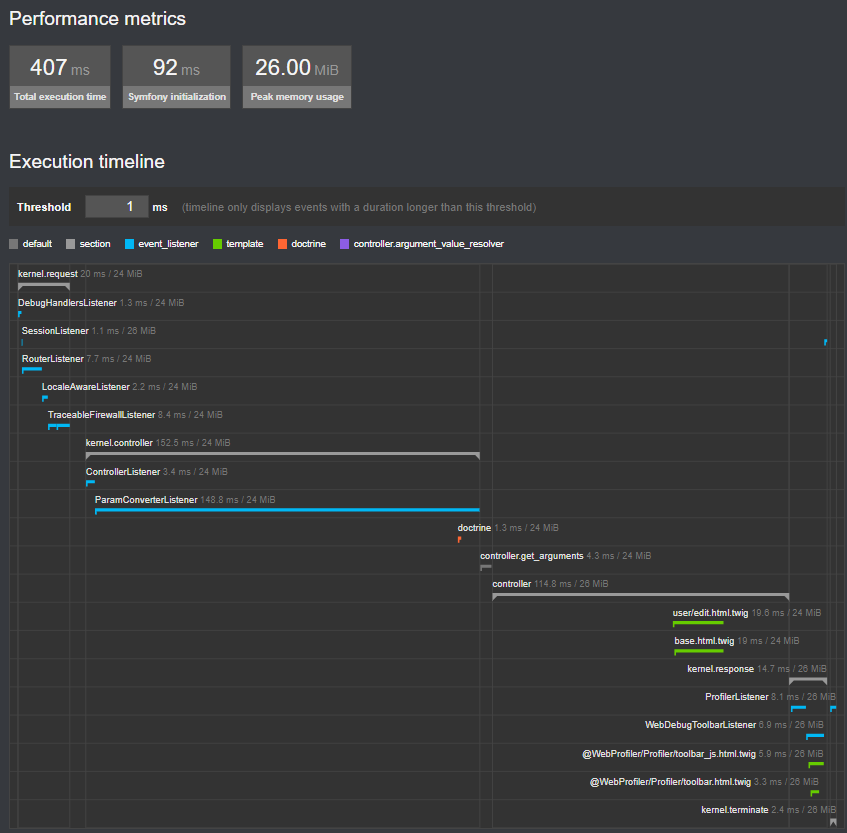 Performance metrics
407 ms
92 ms
26.00 MiB
Total execution time
Symfony initialization
Peak memory usage
Execution timeline
Threshold 1 ms (timeline only displays events with a duration longer than this threshold)
default section event_listener template doctrine controller.argument_value_resolver
kernel.request 20 ms / 24 MiB
DebugHandlersListener 1.3 ms / 24 MiB
SessionListener 1.1 ms / 26 MiB
RouterListener 7.7 ms / 24 MiB
LocaleAwareListener 2.2 ms / 24 MiB
TraceableFirewallListener 8.4 ms / 24 MiB
kernel.controller 152.5 ms / 24 MiB
ControllerListener 3.4 ms / 24 MiB
ParamConverterListener 148.8 ms / 24 MiB
doctrine 1.3 ms / 24 MiB
controller.get_arguments 4.3 ms / 24 MiB
controller 114.8 ms / 26 MiB
user/edit.html.twig 19.6 ms / 24 MiB
base.html.twig 19 ms / 24 MiB
kernel.response 14.7 ms / 26 MiB
ProfilerListener 8.1 ms / 26 MiB
WebDebugToolbarListener 6.9 ms / 26 MiB
@WebProfiler/Profiler/toolbar_js.html.twig 5.9 ms / 26 MiB
@WebProfiler/Profiler/toolbar.html.twig 3.3 ms / 26 MiB
kernel.terminate 2.4 ms / 26 MiB